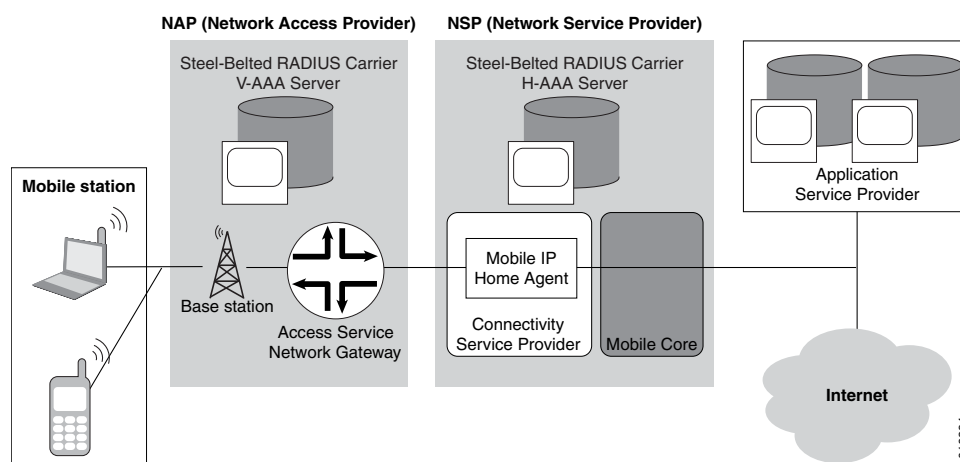 NAP (Network Access Provider)
NSP (Network Service Provider)
Steel-Belted RADIUS Carrier
V-AAA Server
Steel-Belted RADIUS Carrier
H-AAA Server
Mobile station
Application
Service Provider
Base station
Access Service
Network Gateway
Mobile IP
Home Agent
Connectivity
Service Provider
Mobile Core
Internet